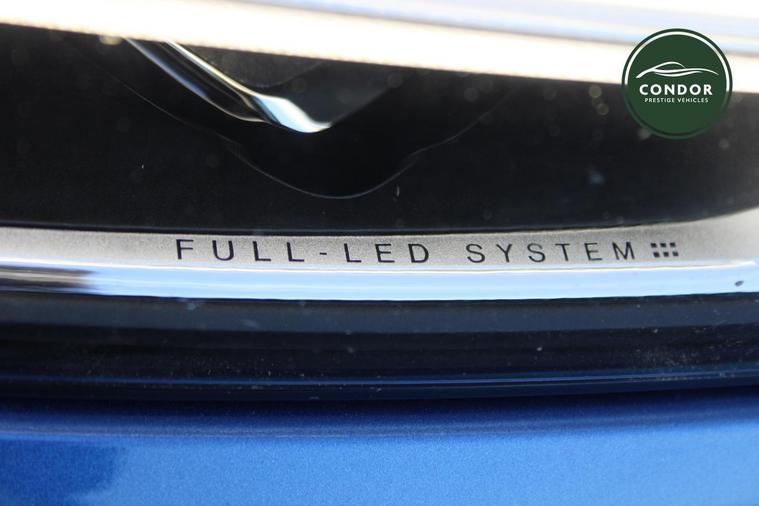 CONDOR
PRESTIGE VEHICLES
FULL-LED SYSTEM